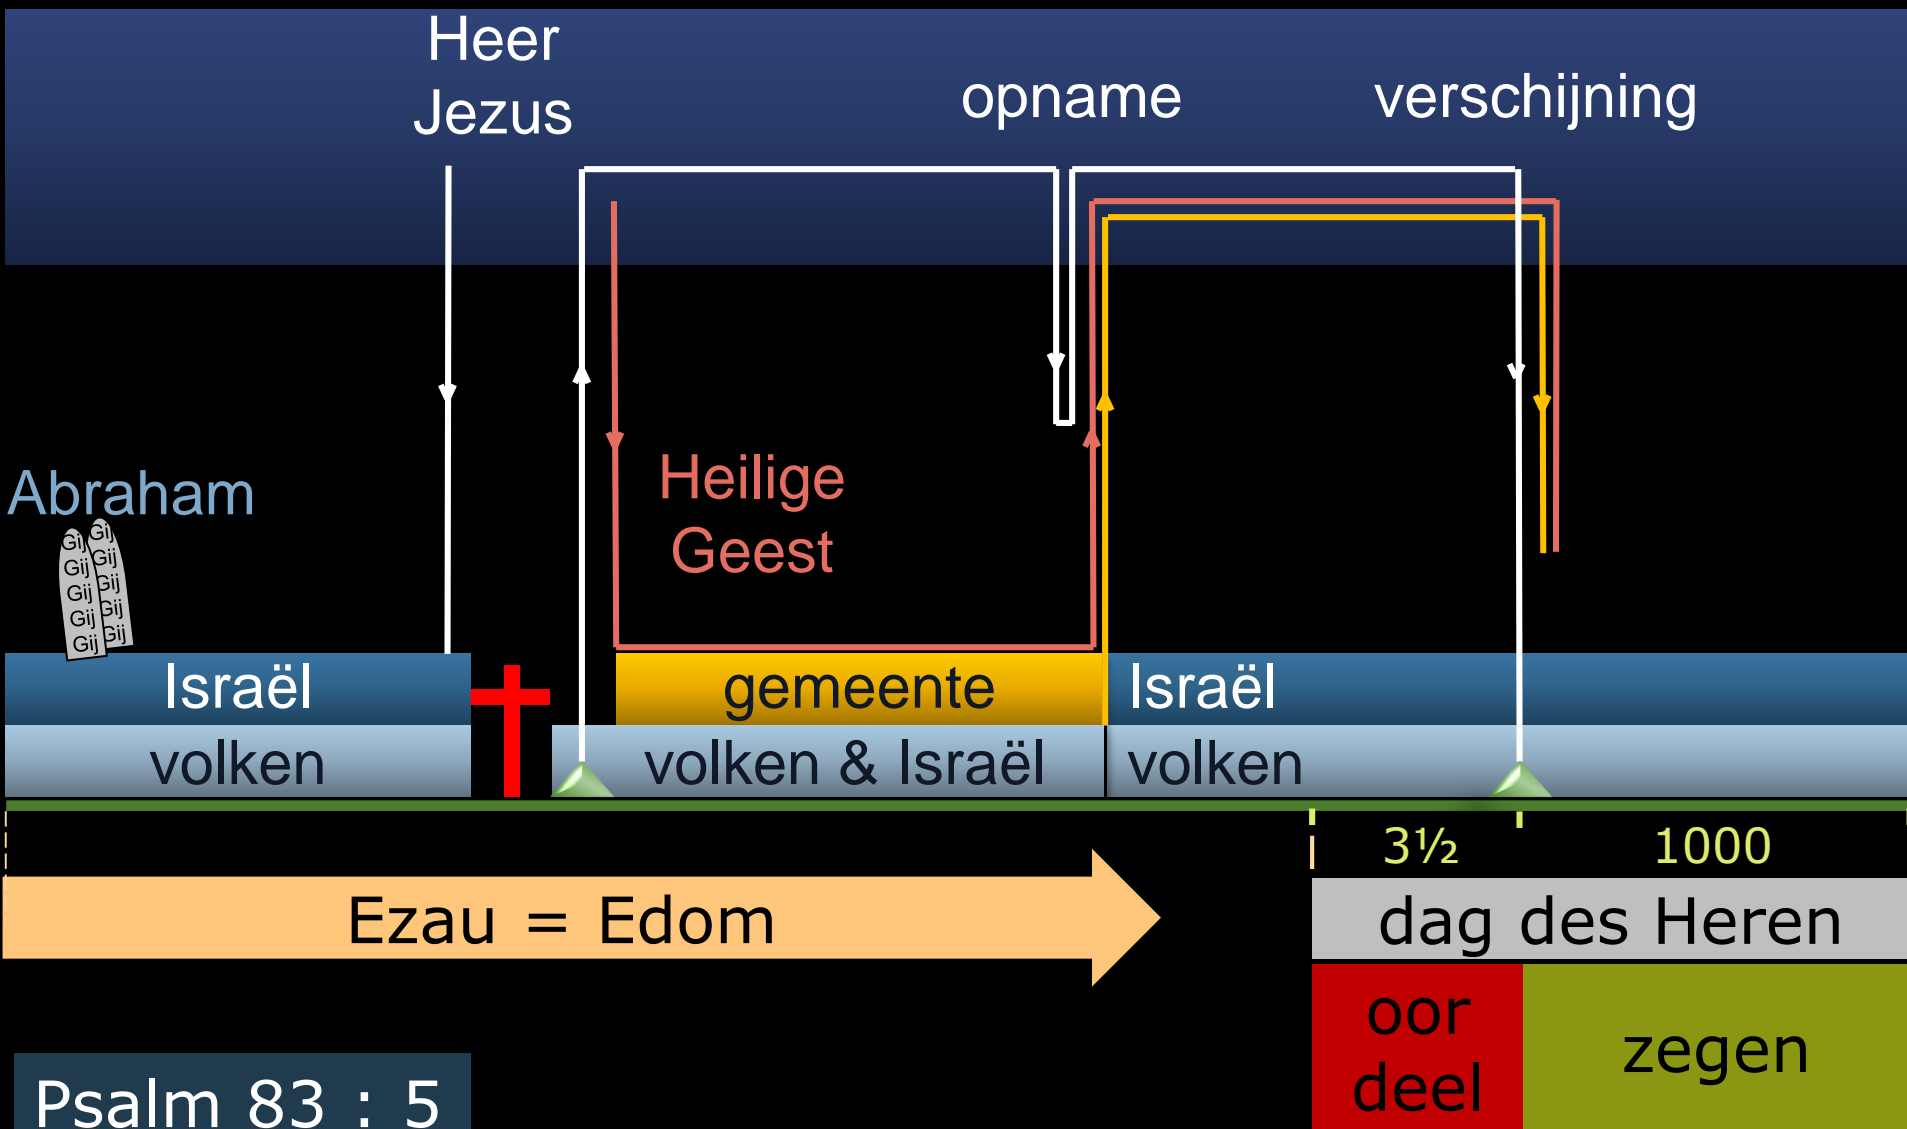 Heer
Jezus
opname
verschijning
Heilige
Geest
Abraham
Gij Gij
Gij Gij
Gij Gij
Gij Gij
Gij Gij
Israël
gemeente
Israël
volken
volken & Israël
volken
3½
1000
Ezau = Edom
dag des Heren
oor
deel
zegen
Psalm 83 : 5